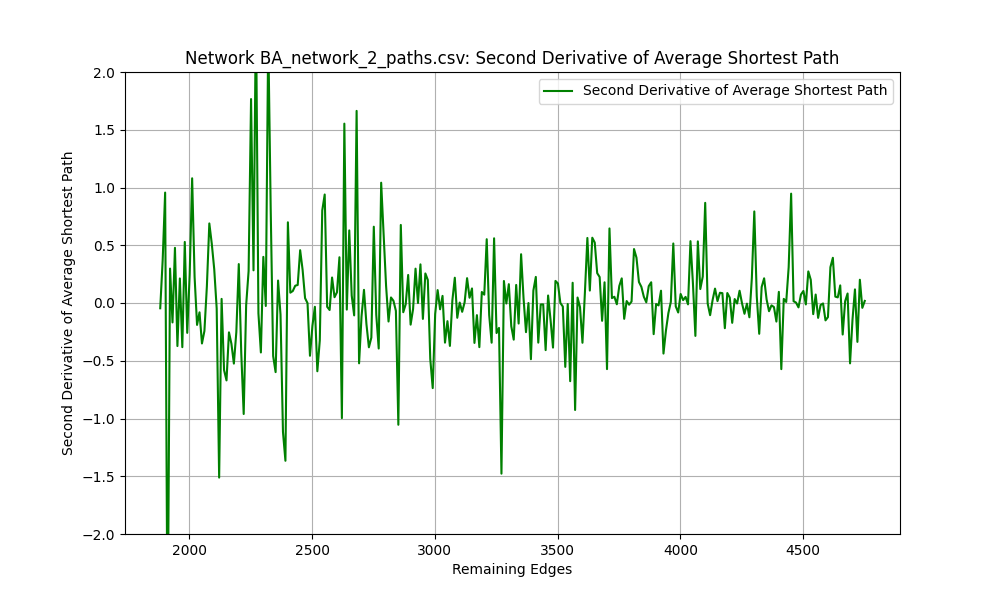 Network BA_network_2_paths.csv: Second Derivative of Average Shortest Path
Second Derivative of Average Shortest Path
2.0
1.5
1.0
0.5
0.0
−0.5
−1.0
−1.5
−2.0
Second Derivative of Average Shortest Path
2000 2500 3000 3500 4000 4500
Remaining Edges